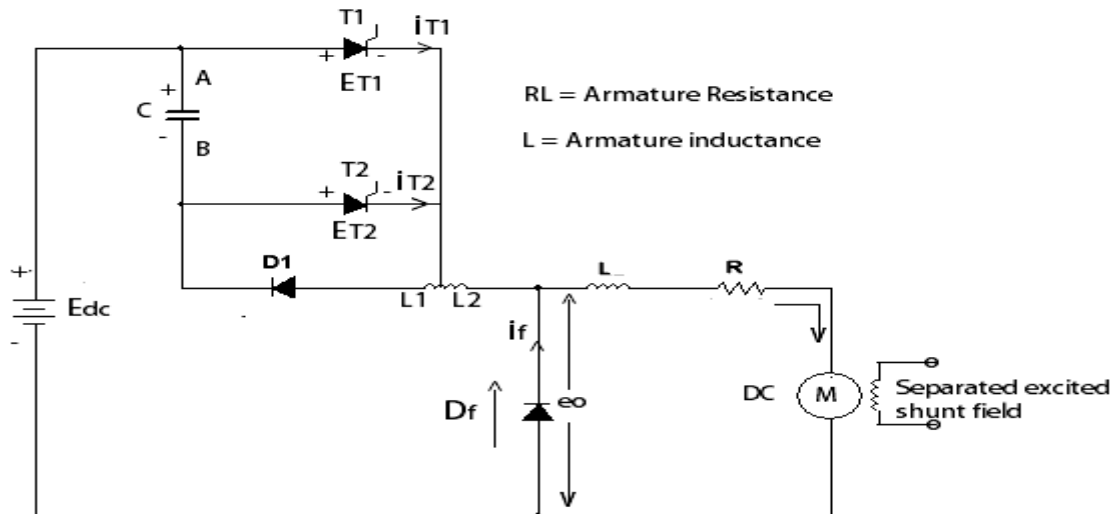 T1
iT1
+
-
ET1
+
A
C
-
B
RL = Armature Resistance
L = Armature inductance
T2
iT2
+
-
ET2
D1
L1
L2
L
R
+
Edc
-
if
Df
eo
DC
M
Separated excited
shunt field